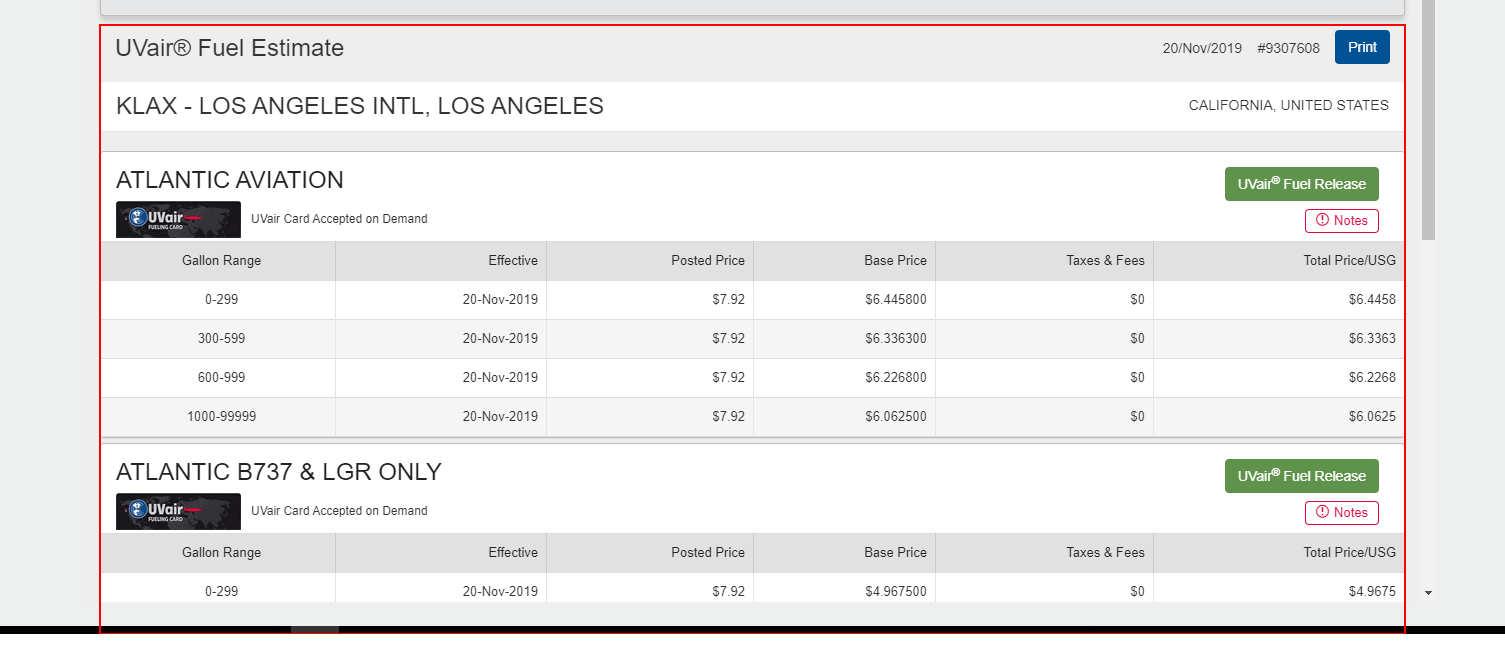 UVair® Fuel Estimate 20/Nov/2019 #9307608 Print
KLAX - LOS ANGELES INTL, LOS ANGELES CALIFORNIA, UNITED STATES
ATLANTIC AVIATION UVair® Fuel Release
UVair FUELING CARD UVair Card Accepted on Demand Notes
Gallon Range Effective Posted Price Base Price Taxes & Fees Total Price/USG
0-299 20-Nov-2019 $7.92 $6.445800 $0 $6.4458
300-599 20-Nov-2019 $7.92 $6.336300 $0 $6.3363
600-999 20-Nov-2019 $7.92 $6.226800 $0 $6.2268
1000-99999 20-Nov-2019 $7.92 $6.062500 $0 $6.0625
ATLANTIC B737 & LGR ONLY UVair® Fuel Release
UVair FUELING CARD UVair Card Accepted on Demand Notes
Gallon Range Effective Posted Price Base Price Taxes & Fees Total Price/USG
0-299 20-Nov-2019 $7.92 $4.967500 $0 $4.9675